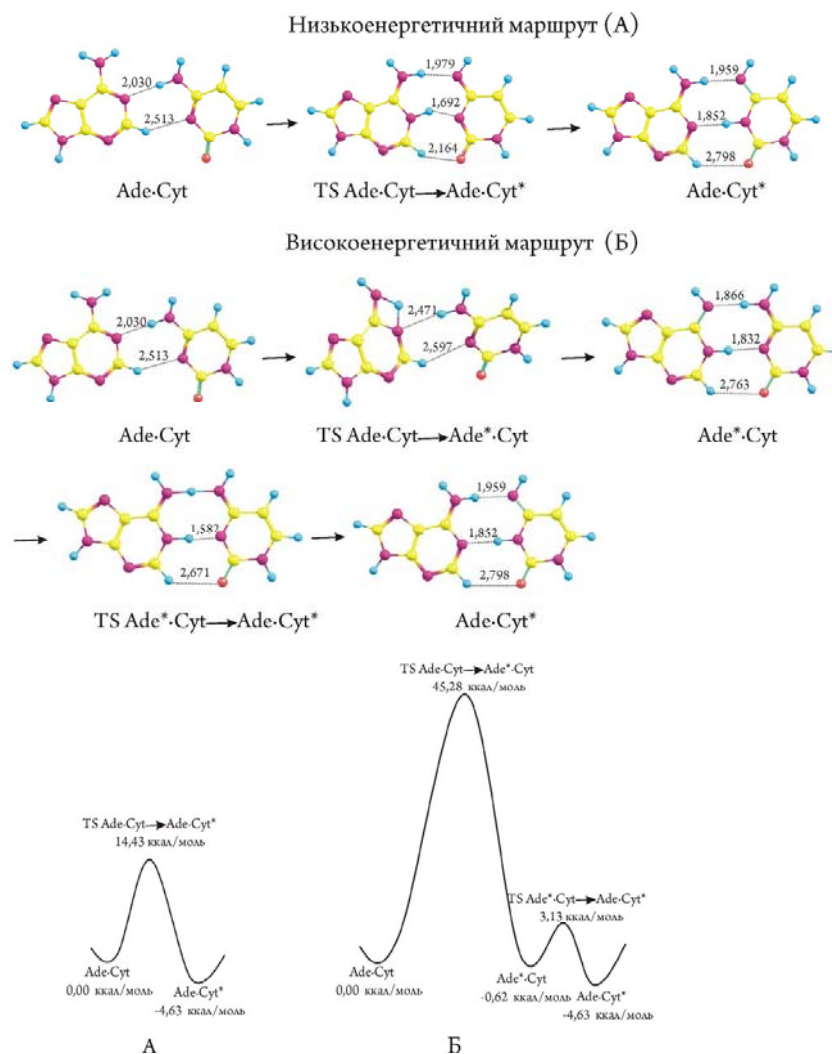 Низькоенергетичний маршрут (А)
1,979
1,959
2,030
1,692
1,852
2,513
2,164
2,798
Ade·Cyt
TS Ade·Cyt→Ade·Cyt*
Ade·Cyt*
Високоенергетичний маршрут (Б)
2,471
1,866
2,030
1,832
2,513
2,597
2,763
Ade·Cyt
TS Ade·Cyt→Ade*·Cyt
Ade*·Cyt
1,959
1,582
1,852
2,671
2,798
TS Ade*·Cyt→Ade·Cyt*
Ade·Cyt*
TS Ade·Cyt→Ade*·Cyt
45,28 ккал/моль
TS Ade·Cyt→Ade·Cyt*
14,43 ккал/моль
TS Ade*·Cyt→Ade·Cyt*
3,13 ккал/моль
Ade·Cyt
0,00 ккал/моль
Ade·Cyt*
-4,63 ккал/моль
Ade·Cyt
0,00 ккал/моль
Ade*·Cyt
-0,62 ккал/моль
Ade·Cyt*
-4,63 ккал/моль
А
Б